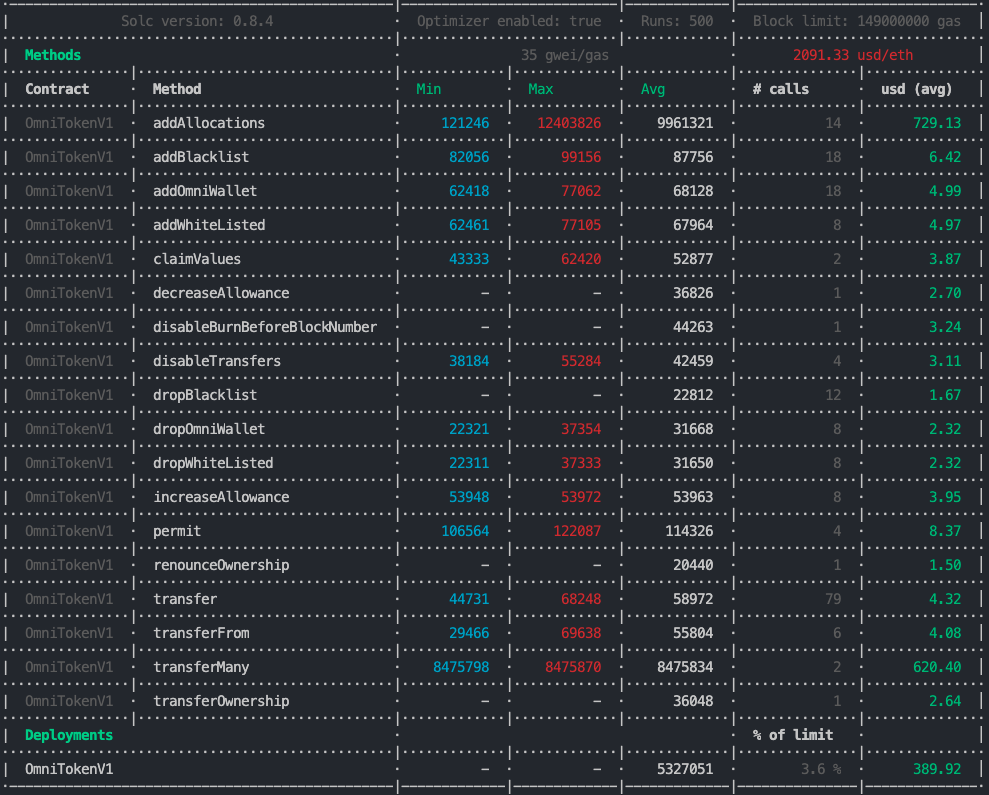 Solc version: 0.8.4 · Optimizer enabled: true · Runs: 500 · Block limit: 149000000 gas
Methods · 35 gwei/gas · 2091.33 usd/eth
Contract · Method · Min · Max · Avg · # calls · usd (avg)
OmniTokenV1 · addAllocations · 121246 · 12403826 · 9961321 · 14 · 729.13
OmniTokenV1 · addBlacklist · 82056 · 99156 · 87756 · 18 · 6.42
OmniTokenV1 · addOmniWallet · 62418 · 77062 · 68128 · 18 · 4.99
OmniTokenV1 · addWhiteListed · 62461 · 77105 · 67964 · 8 · 4.97
OmniTokenV1 · claimValues · 43333 · 62420 · 52877 · 2 · 3.87
OmniTokenV1 · decreaseAllowance · – · – · 36826 · 1 · 2.70
OmniTokenV1 · disableBurnBeforeBlockNumber · – · – · 44263 · 1 · 3.24
OmniTokenV1 · disableTransfers · 38184 · 55284 · 42459 · 4 · 3.11
OmniTokenV1 · dropBlacklist · – · – · 22812 · 12 · 1.67
OmniTokenV1 · dropOmniWallet · 22321 · 37354 · 31668 · 8 · 2.32
OmniTokenV1 · dropWhiteListed · 22311 · 37333 · 31650 · 8 · 2.32
OmniTokenV1 · increaseAllowance · 53948 · 53972 · 53963 · 8 · 3.95
OmniTokenV1 · permit · 106564 · 122087 · 114326 · 4 · 8.37
OmniTokenV1 · renounceOwnership · – · – · 20440 · 1 · 1.50
OmniTokenV1 · transfer · 44731 · 68248 · 58972 · 79 · 4.32
OmniTokenV1 · transferFrom · 29466 · 69638 · 55804 · 6 · 4.08
OmniTokenV1 · transferMany · 8475798 · 8475870 · 8475834 · 2 · 620.40
OmniTokenV1 · transferOwnership · – · – · 36048 · 1 · 2.64
Deployments · % of limit
OmniTokenV1 · – · – · 5327051 · 3.6 % · 389.92